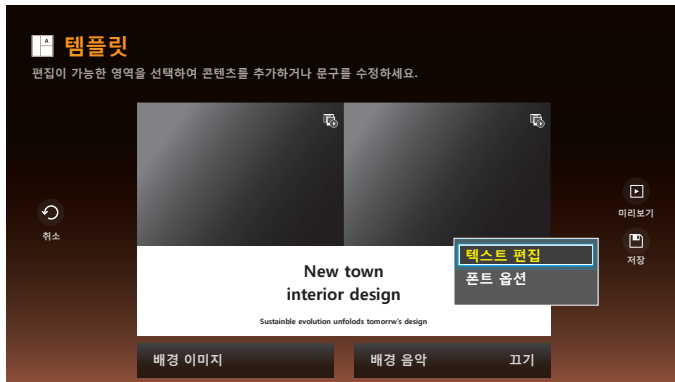 템플릿
편집이 가능한 영역을 선택하여 콘텐츠를 추가하거나 문구를 수정하세요.
취소
미리보기
저장
텍스트 편집
폰트 옵션
New town
interior design
Sustainble evolution unfolods tomorrw's design
배경 이미지
배경 음악 끄기